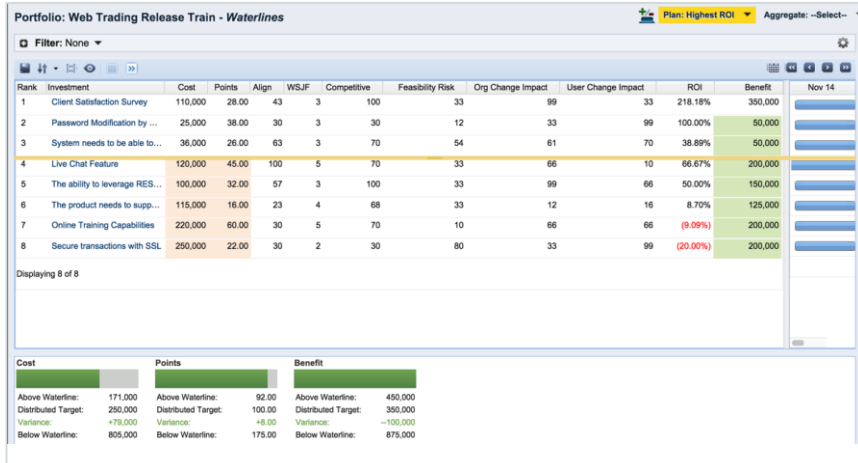 Portfolio: Web Trading Release Train - Waterlines
Plan: Highest ROI
Aggregate: --Select--
Filter: None
Rank Investment Cost Points Align WSJF Competitive Feasibility Risk Org Change Impact User Change Impact ROI Benefit Nov 14
1 Client Satisfaction Survey 110,000 28.00 43 3 100 33 99 33 218.18% 350,000
2 Password Modification by ... 25,000 38.00 30 3 30 12 33 99 100.00% 50,000
3 System needs to be able to... 36,000 26.00 63 3 70 54 61 70 38.89% 50,000
4 Live Chat Feature 120,000 45.00 100 5 70 33 66 10 66.67% 200,000
5 The ability to leverage RES... 100,000 32.00 57 3 100 33 99 66 50.00% 150,000
6 The product needs to supp... 115,000 16.00 23 4 68 33 12 16 8.70% 125,000
7 Online Training Capabilities 220,000 60.00 30 5 70 10 66 66 (9.09%) 200,000
8 Secure transactions with SSL 250,000 22.00 30 2 30 80 33 99 (20.00%) 200,000
Displaying 8 of 8
Cost Points Benefit
Above Waterline: 171,000 Above Waterline: 92.00 Above Waterline: 450,000
Distributed Target: 250,000 Distributed Target: 100.00 Distributed Target: 350,000
Variance: +79,000 Variance: +8.00 Variance: --100,000
Below Waterline: 805,000 Below Waterline: 175.00 Below Waterline: 875,000